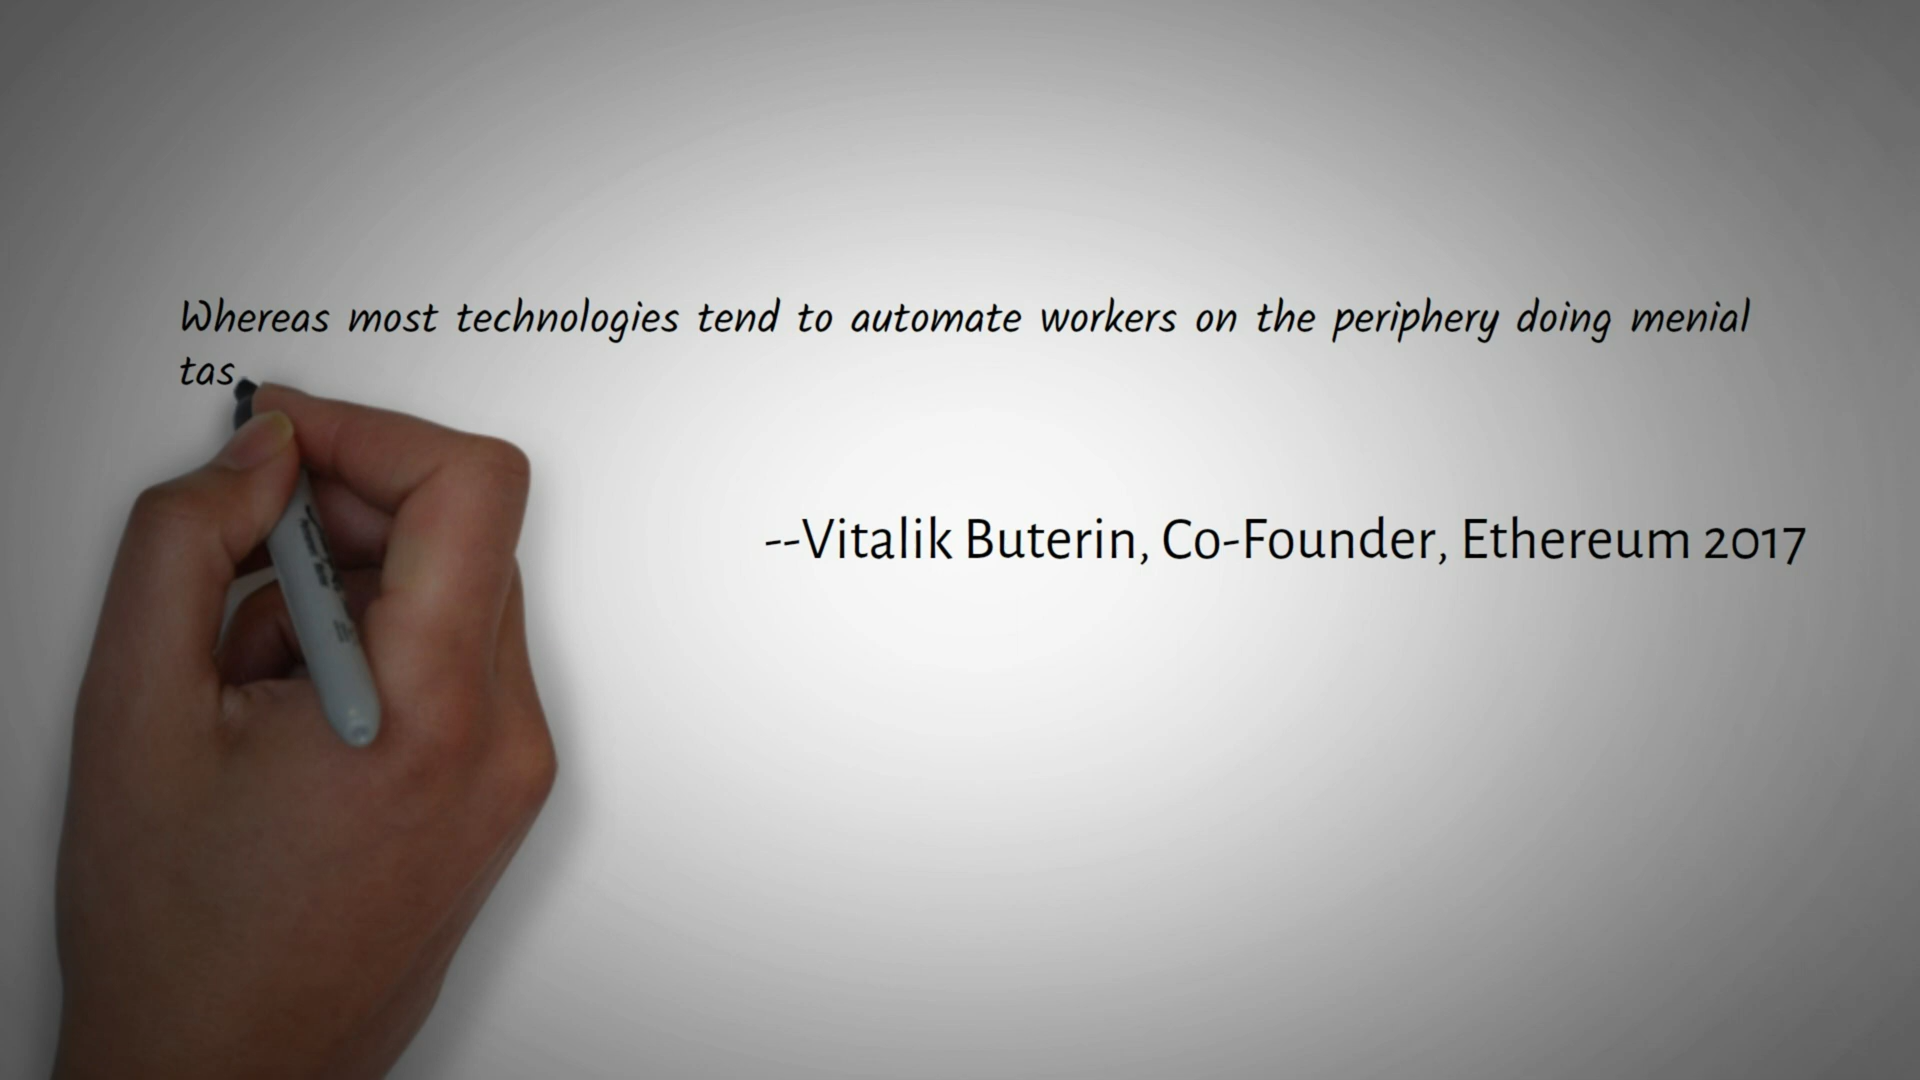 Whereas most technologies tend to automate workers on the periphery doing menial
tas
--Vitalik Buterin, Co-Founder, Ethereum 2017